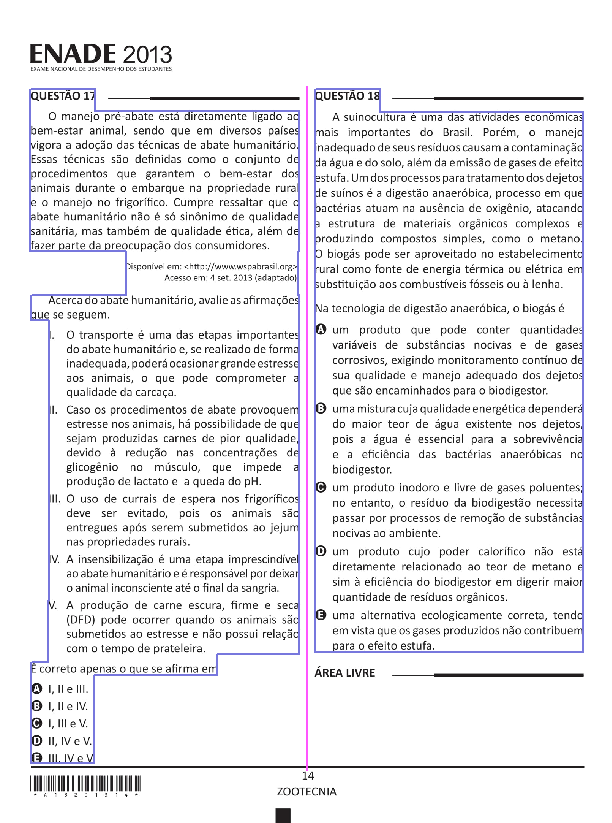 ENADE 2013
EXAME NACIONAL DE DESEMPENHO DOS ESTUDANTES
QUESTÃO 17
O manejo pré-abate está diretamente ligado ao
bem-estar animal, sendo que em diversos países
vigora a adoção das técnicas de abate humanitário.
Essas técnicas são definidas como o conjunto de
procedimentos que garantem o bem-estar dos
animais durante o embarque na propriedade rural
e o manejo no frigorífico. Cumpre ressaltar que o
abate humanitário não é só sinônimo de qualidade
sanitária, mas também de qualidade ética, além de
fazer parte da preocupação dos consumidores.
Disponível em: <http://www.wspabrasil.org>
Acesso em: 4 set. 2013 (adaptado)
Acerca do abate humanitário, avalie as afirmações
que se seguem.
I. O transporte é uma das etapas importantes
do abate humanitário e, se realizado de forma
inadequada, poderá ocasionar grande estresse
aos animais, o que pode comprometer a
qualidade da carcaça.
II. Caso os procedimentos de abate provoquem
estresse nos animais, há possibilidade de que
sejam produzidas carnes de pior qualidade,
devido à redução nas concentrações de
glicogênio no músculo, que impede a
produção de lactato e a queda do pH.
III. O uso de currais de espera nos frigoríficos
deve ser evitado, pois os animais são
entregues após serem submetidos ao jejum
nas propriedades rurais.
IV. A insensibilização é uma etapa imprescindível
ao abate humanitário e é responsável por deixar
o animal inconsciente até o final da sangria.
V. A produção de carne escura, firme e seca
(DFD) pode ocorrer quando os animais são
submetidos ao estresse e não possui relação
com o tempo de prateleira.
É correto apenas o que se afirma em
A I, II e III.
B I, II e IV.
C I, III e V.
D II, IV e V.
E III, IV e V
QUESTÃO 18
A suinocultura é uma das atividades econômicas
mais importantes do Brasil. Porém, o manejo
inadequado de seus resíduos causam a contaminação
da água e do solo, além da emissão de gases de efeito
estufa. Um dos processos para tratamento dos dejetos
de suínos é a digestão anaeróbica, processo em que
bactérias atuam na ausência de oxigênio, atacando
a estrutura de materiais orgânicos complexos e
produzindo compostos simples, como o metano.
O biogás pode ser aproveitado no estabelecimento
rural como fonte de energia térmica ou elétrica em
substituição aos combustíveis fósseis ou à lenha.
Na tecnologia de digestão anaeróbica, o biogás é
A um produto que pode conter quantidades
variáveis de substâncias nocivas e de gases
corrosivos, exigindo monitoramento contínuo de
sua qualidade e manejo adequado dos dejetos
que são encaminhados para o biodigestor.
B uma mistura cuja qualidade energética dependerá
do maior teor de água existente nos dejetos,
pois a água é essencial para a sobrevivência
e a eficiência das bactérias anaeróbicas no
biodigestor.
C um produto inodoro e livre de gases poluentes;
no entanto, o resíduo da biodigestão necessita
passar por processos de remoção de substâncias
nocivas ao ambiente.
D um produto cujo poder calorífico não está
diretamente relacionado ao teor de metano e
sim à eficiência do biodigestor em digerir maior
quantidade de resíduos orgânicos.
E uma alternativa ecologicamente correta, tendo
em vista que os gases produzidos não contribuem
para o efeito estufa.
ÁREA LIVRE
14
ZOOTECNIA